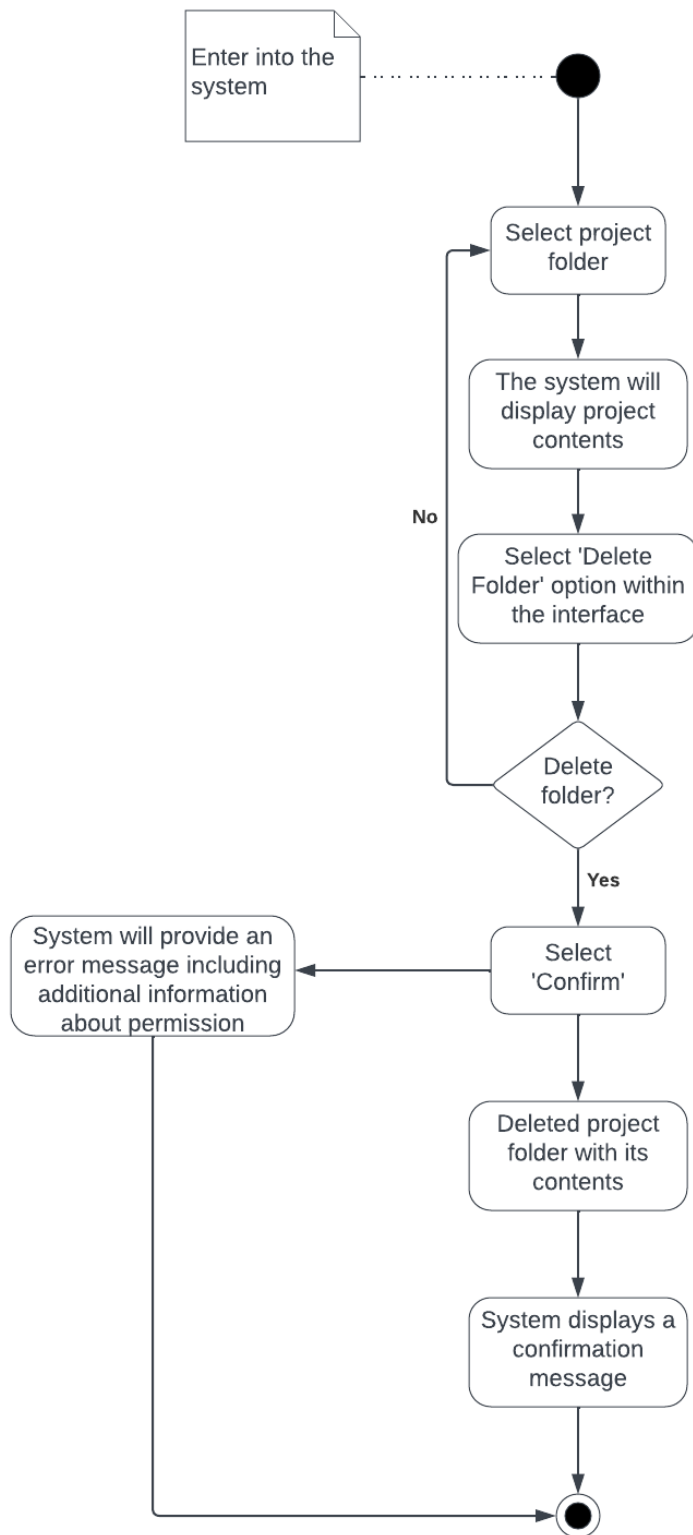 Enter into the
system
Select project
folder
The system will
display project
contents
No
Select 'Delete
Folder' option within
the interface
Delete
folder?
Yes
System will provide an
error message including
additional information
about permission
Select
'Confirm'
Deleted project
folder with its
contents
System displays a
confirmation
message